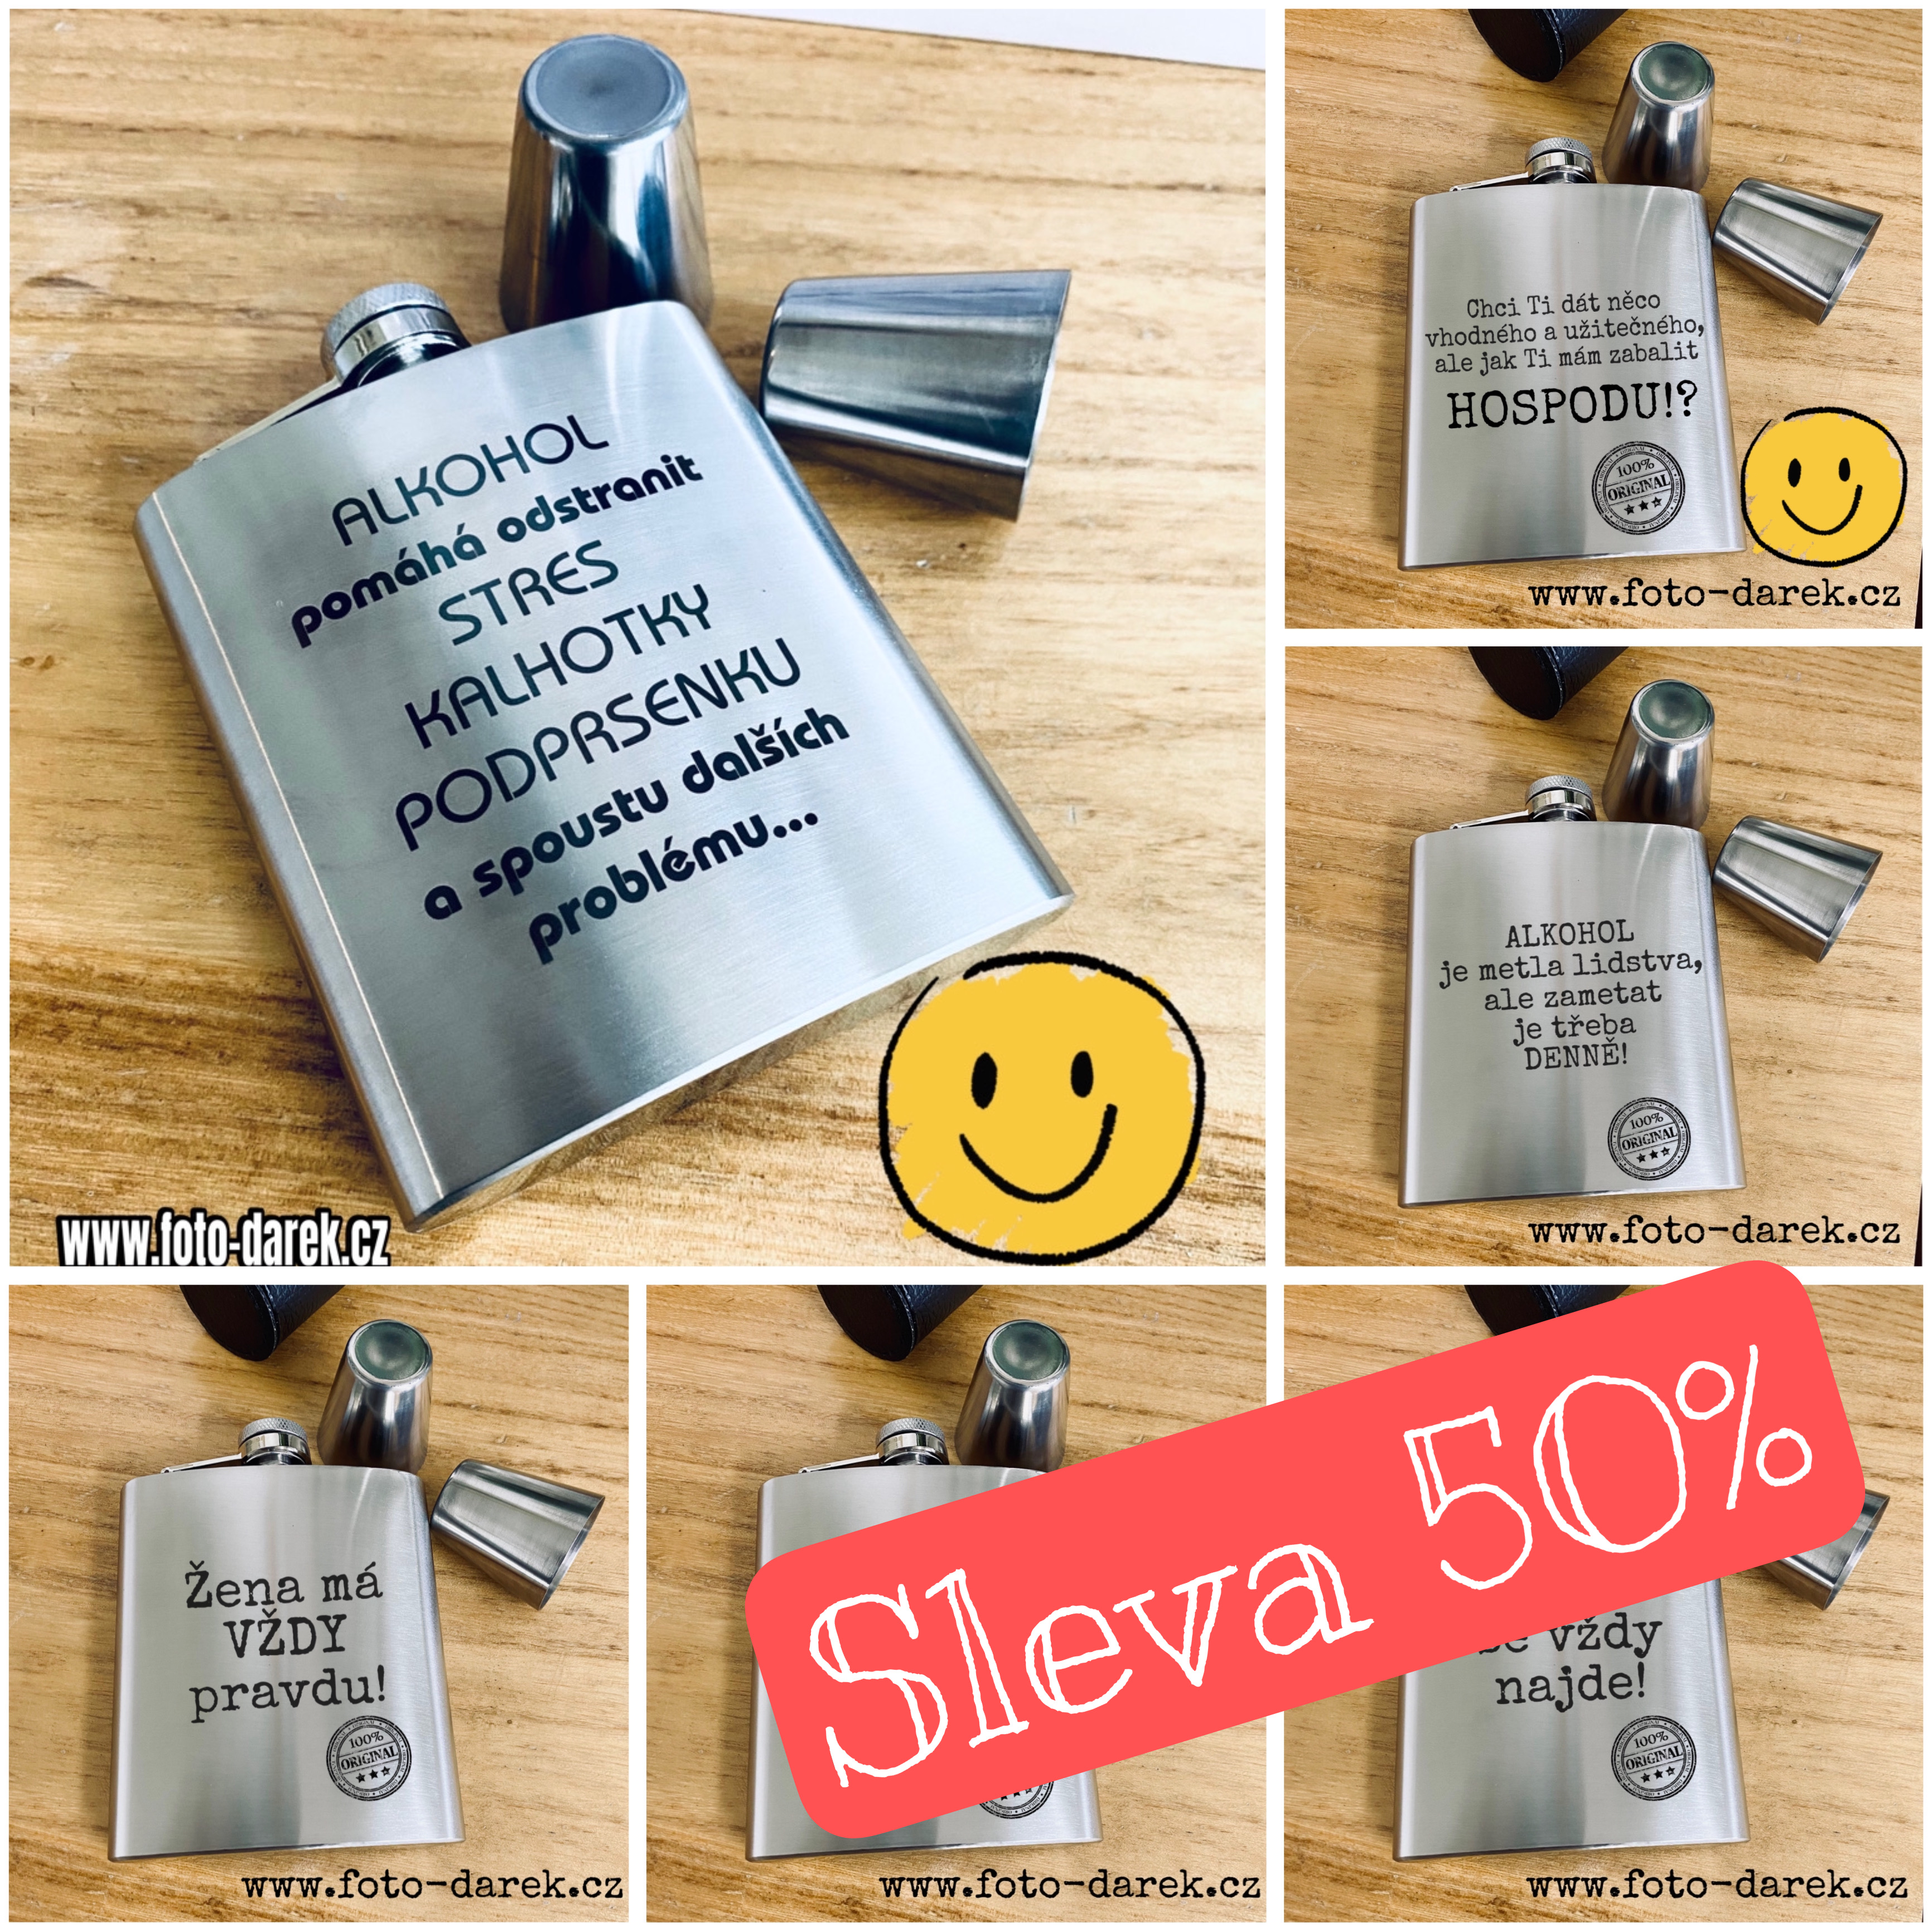 ALKOHOL
pomáhá odstranit
STRES
KALHOTKY
PODPRSENKU
a spoustu dalších
problému...
www.foto-darek.cz
Chci Ti dát něco
vhodného a užitečného,
ale jak Ti mám zabalit
HOSPODU!?
100%
ORIGINAL
www.foto-darek.cz
ALKOHOL
je metla lidstva,
ale zametat
je třeba
DENNĚ!
100%
ORIGINAL
www.foto-darek.cz
Žena má
VŽDY
pravdu!
100%
ORIGINAL
www.foto-darek.cz
Sleva 50%
www.foto-darek.cz
vždy
najde!
100%
ORIGINAL
www.foto-darek.cz